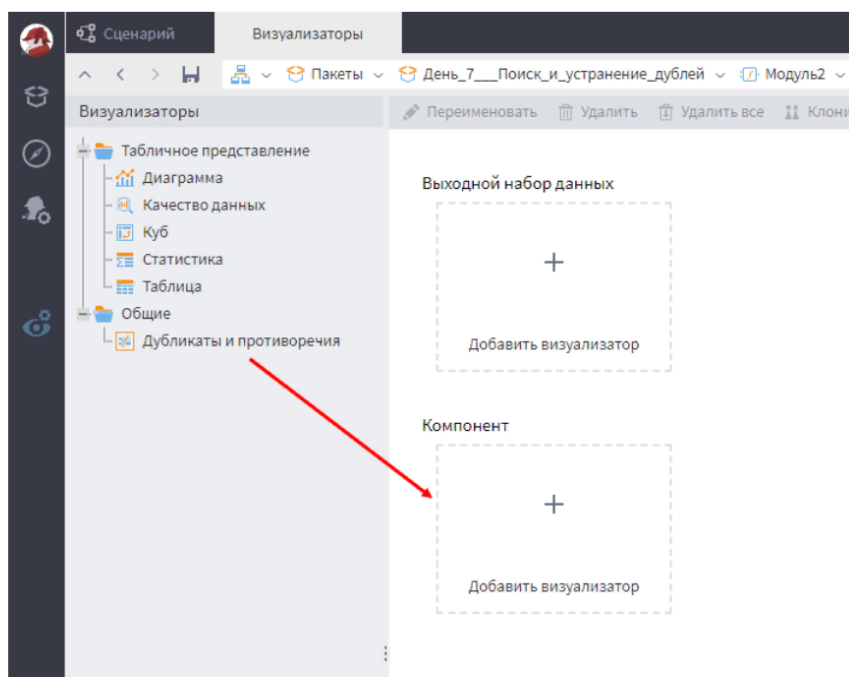 Сценарий Визуализаторы
Пакеты День_7___Поиск_и_устранение_дублей Модуль2
Визуализаторы Переименовать Удалить Удалить все Клони
Табличное представление
Диаграмма
Качество данных
Куб
Статистика
Таблица
Общие
Дубликаты и противоречия
Выходной набор данных
Добавить визуализатор
Компонент
Добавить визуализатор